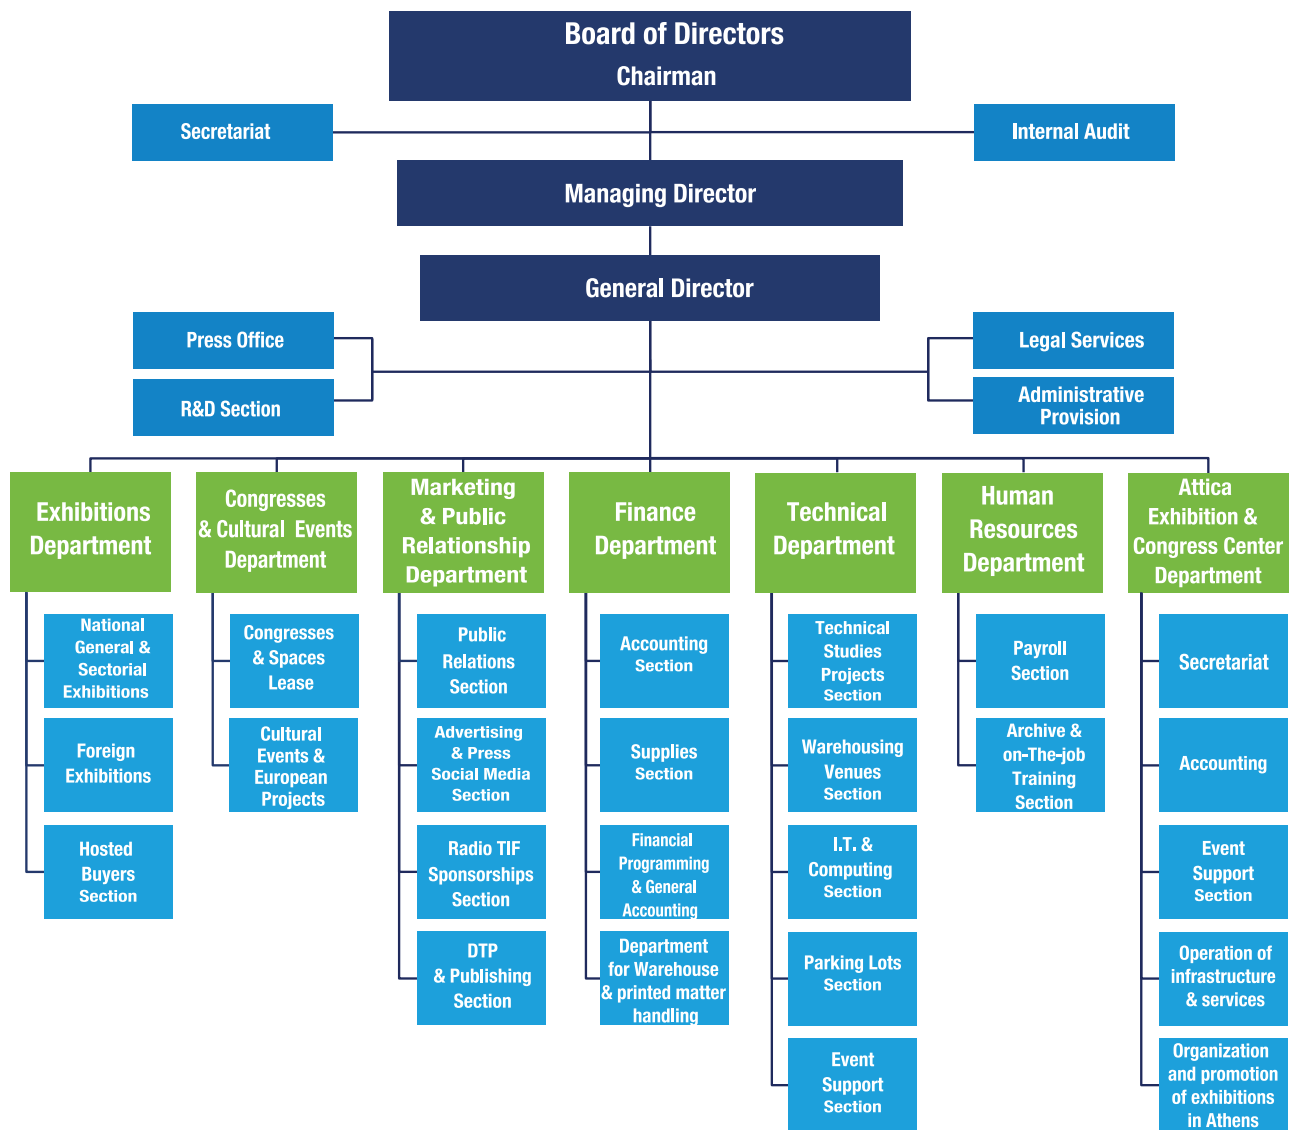 Board of Directors
Chairman
Secretariat
Internal Audit
Managing Director
General Director
Press Office
Legal Services
R&D Section
Administrative
Provision
Exhibitions
Department
Congresses
& Cultural Events
Department
Marketing
& Public
Relationship
Department
Finance
Department
Technical
Department
Human
Resources
Department
Attica
Exhibition &
Congress Center
Department
National
General &
Sectorial
Exhibitions
Foreign
Exhibitions
Hosted
Buyers
Section
Congresses
& Spaces
Lease
Cultural
Events &
European
Projects
Public
Relations
Section
Advertising
& Press
Social Media
Section
Radio TIF
Sponsorships
Section
DTP
& Publishing
Section
Accounting
Section
Supplies
Section
Financial
Programming
& General
Accounting
Department
for Warehouse
& printed matter
handling
Technical
Studies
Projects
Section
Warehousing
Venues
Section
I.T. &
Computing
Section
Parking Lots
Section
Event
Support
Section
Payroll
Section
Archive &
on-The-job
Training
Section
Secretariat
Accounting
Event
Support
Section
Operation of
infrastructure
& services
Organization
and promotion
of exhibitions
in Athens